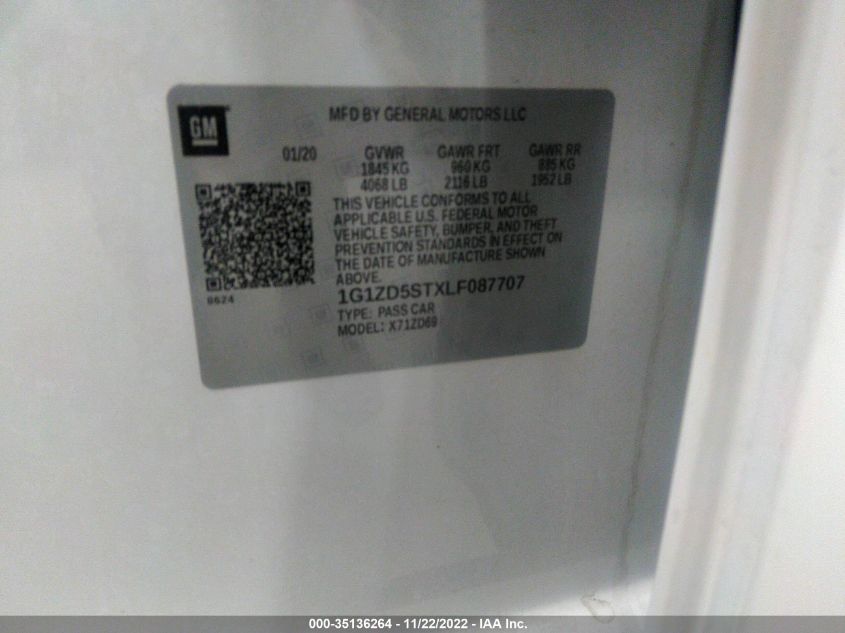 GM
MFD BY GENERAL MOTORS LLC
01/20 GVWR GAWR FRT GAWR RR
1845 KG 960 KG 885 KG
4068 LB 2116 LB 1952 LB
THIS VEHICLE CONFORMS TO ALL
APPLICABLE U.S. FEDERAL MOTOR
VEHICLE SAFETY, BUMPER, AND THEFT
PREVENTION STANDARDS IN EFFECT ON
THE DATE OF MANUFACTURE SHOWN
ABOVE.
8624
1G1ZD5STXLF087707
TYPE: PASS CAR
MODEL: X71ZD69
000-35136264 - 11/22/2022 - IAA Inc.